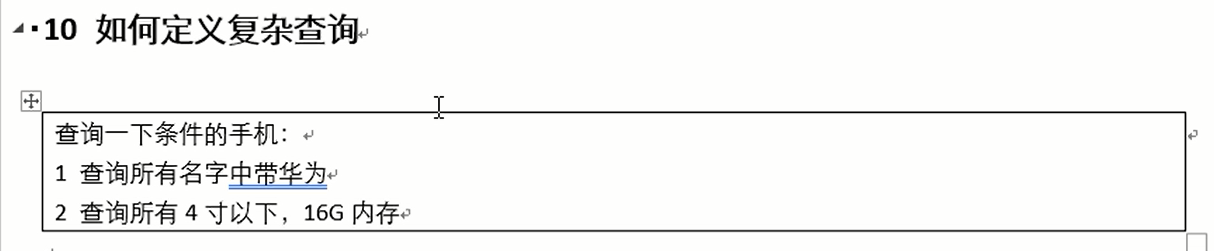 10 如何定义复杂查询
查询一下条件的手机：
1 查询所有名字中带华为
2 查询所有 4 寸以下，16G 内存